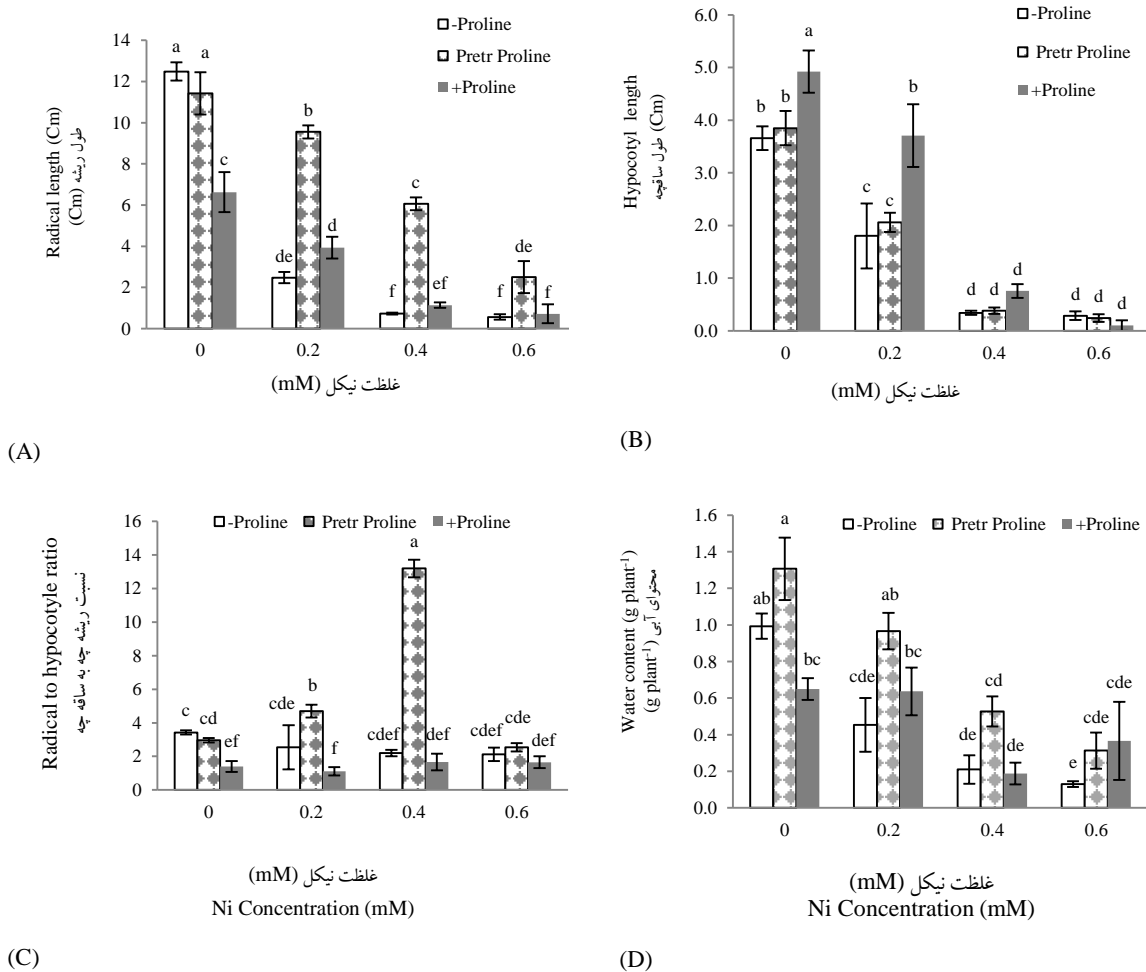 -Proline
Pretr Proline
+Proline
14
12
10
8
6
4
2
0
Radical length (Cm)
طول ریشه (Cm)
a
a
c
de
b
d
f
c
ef
f
de
f
0
0.2
0.4
0.6
غلظت نیکل (mM)
(A)
-Proline
Pretr Proline
+Proline
6.0
5.0
4.0
3.0
2.0
1.0
0.0
Hypocotyl length
طول ساقچه (Cm)
b
b
a
c
c
b
d
d
d
d
d
d
0
0.2
0.4
0.6
غلظت نیکل (mM)
(B)
-Proline
Pretr Proline
+Proline
16
14
12
10
8
6
4
2
0
Radical to hypocotyle ratio
نسبت ریشه چه به ساقه چه
c
cd
ef
cde
b
f
cdef
a
def
cdef
cde
def
0
0.2
0.4
0.6
غلظت نیکل (mM)
Ni Concentration (mM)
(C)
-Proline
Pretr Proline
+Proline
1.6
1.4
1.2
1.0
0.8
0.6
0.4
0.2
0.0
Water content (g plant-1)
محتوای آبی (g plant-1)
ab
a
bc
cde
ab
bc
de
cd
de
e
cde
cde
0
0.2
0.4
0.6
غلظت نیکل (mM)
Ni Concentration (mM)
(D)